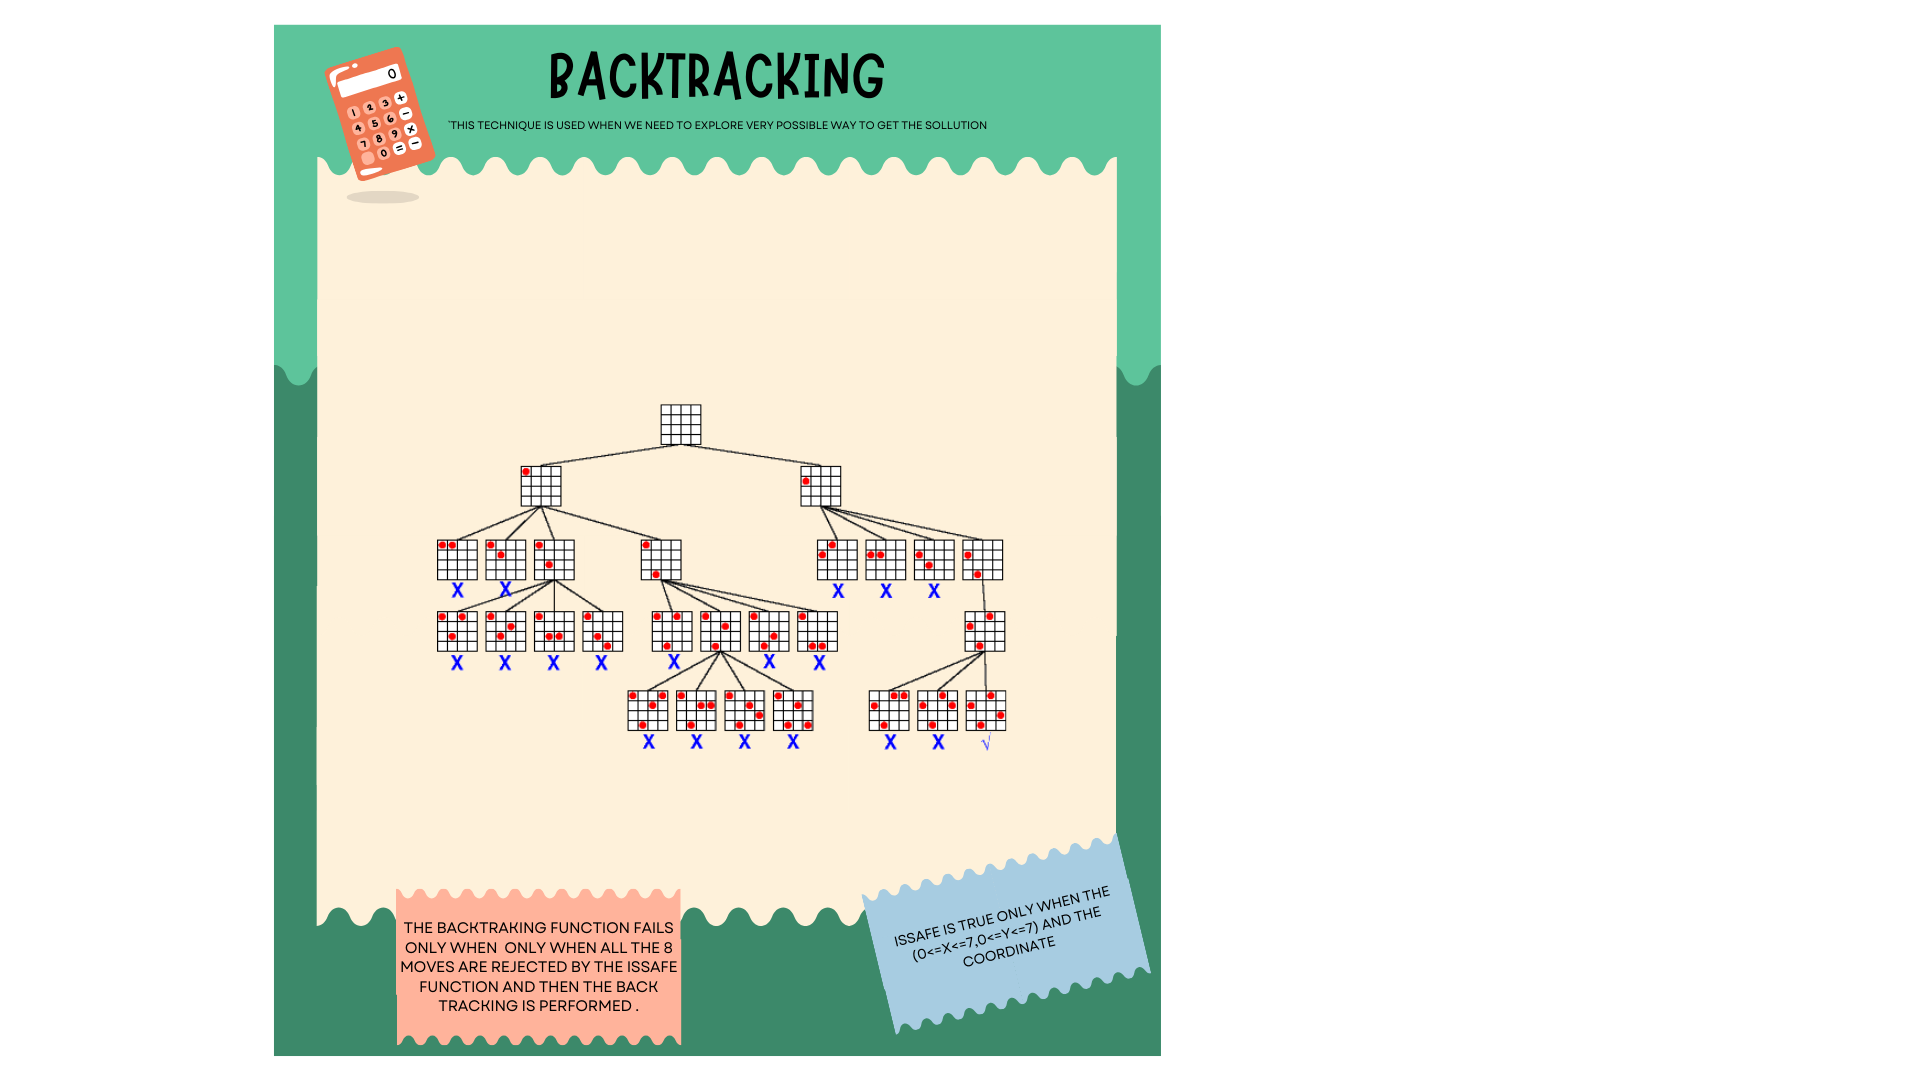 BACKTRACKING
`THIS TECHNIQUE IS USED WHEN WE NEED TO EXPLORE VERY POSSIBLE WAY TO GET THE SOLLUTION
0
1 2 3 +
4 5 6 −
7 8 9 ×
0 = −
X X
X X X
X X X X
X X X
X X X X
X X √
THE BACKTRAKING FUNCTION FAILS
ONLY WHEN ONLY WHEN ALL THE 8
MOVES ARE REJECTED BY THE ISSAFE
FUNCTION AND THEN THE BACK
TRACKING IS PERFORMED .
ISSAFE IS TRUE ONLY WHEN THE
(0<=X<=7,0<=Y<=7) AND THE
COORDINATE